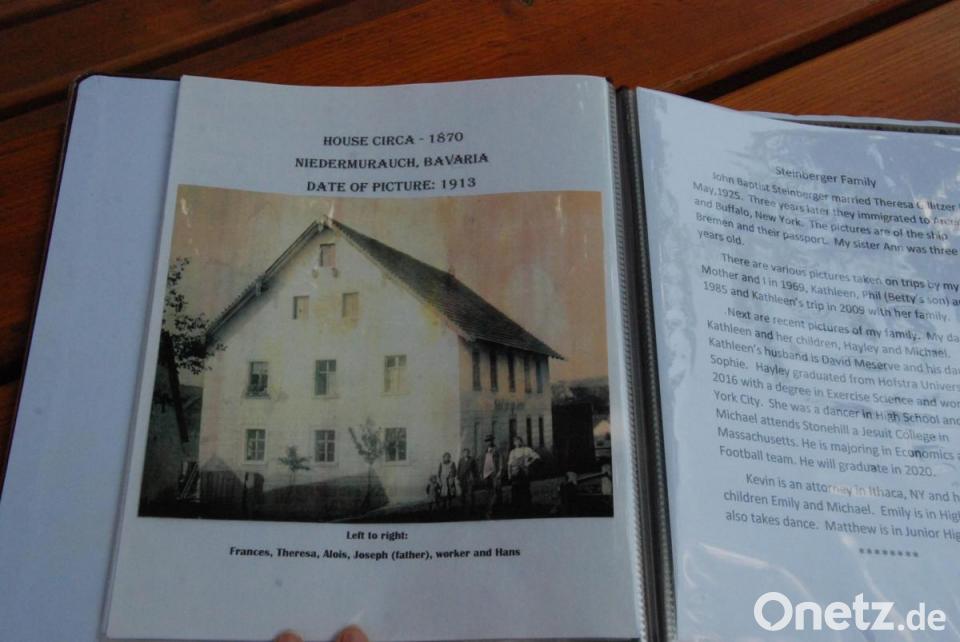 HOUSE CIRCA - 1870
NIEDERMURAUCH, BAVARIA
DATE OF PICTURE: 1913
Left to right:
Frances, Theresa, Alois, Joseph (father), worker and Hans
Steinberger Family
John Baptist Steinberger married Theresa
May,1925. Three years later they immigrated to
and Buffalo, New York. The pictures are of the ship
Bremen and their passport. My sister Ann was three
years old.
There are various pictures taken on trips by my
Mother and I in 1969, Kathleen, Phil (Betty's son) an
1985 and Kathleen's trip in 2009 with her family.
Next are recent pictures of my family. My da
Kathleen and her children, Hayley and Michael.
Kathleen's husband is David Meserve and his dau
Sophie. Hayley graduated from Hofstra Univers
2016 with a degree in Exercise Science and wor
York City. She was a dancer in High School and
Michael attends Stonehill a Jesuit College in
Massachusetts. He is majoring in Economics a
Football team. He will graduate in 2020.
Kevin is an attorney in Ithaca, NY and h
children Emily and Michael. Emily is in High
also takes dance. Matthew is in Junior Hig
********
Onetz.de